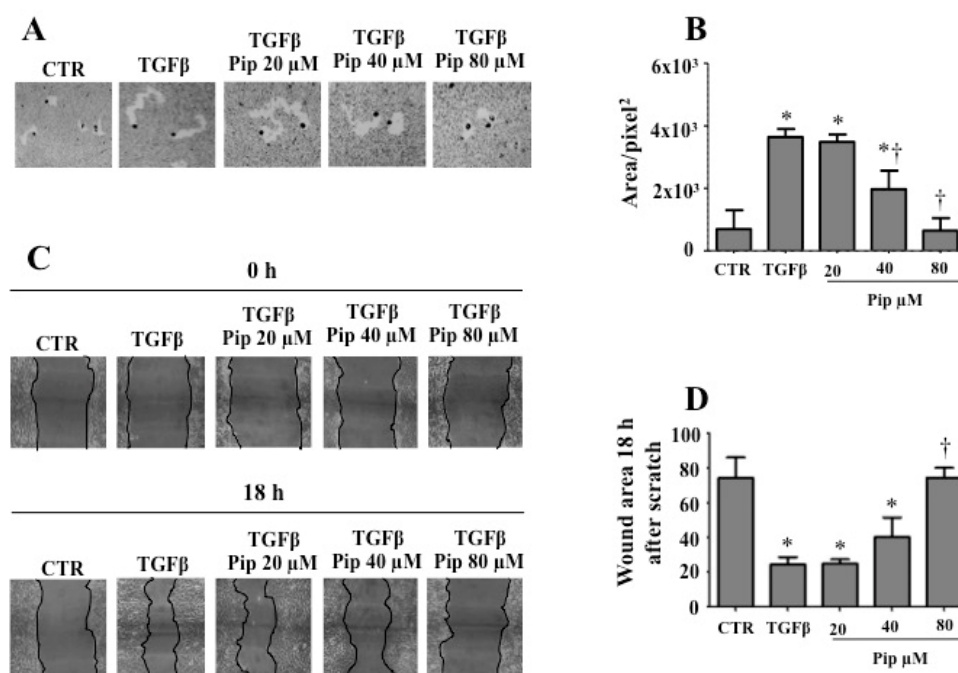 A
CTR
TGFβ
TGFβ
Pip 20 µM
TGFβ
Pip 40 µM
TGFβ
Pip 80 µM
B
Area/pixel²
6x10³
4x10³
2x10³
0
*
*
*†
†
CTR
TGFβ
20
40
80
Pip µM
C
0 h
CTR
TGFβ
TGFβ
Pip 20 µM
TGFβ
Pip 40 µM
TGFβ
Pip 80 µM
18 h
CTR
TGFβ
TGFβ
Pip 20 µM
TGFβ
Pip 40 µM
TGFβ
Pip 80 µM
D
Wound area 18 h
after scratch
100
80
60
40
20
0
*
*
*
†
CTR
TGFβ
20
40
80
Pip µM